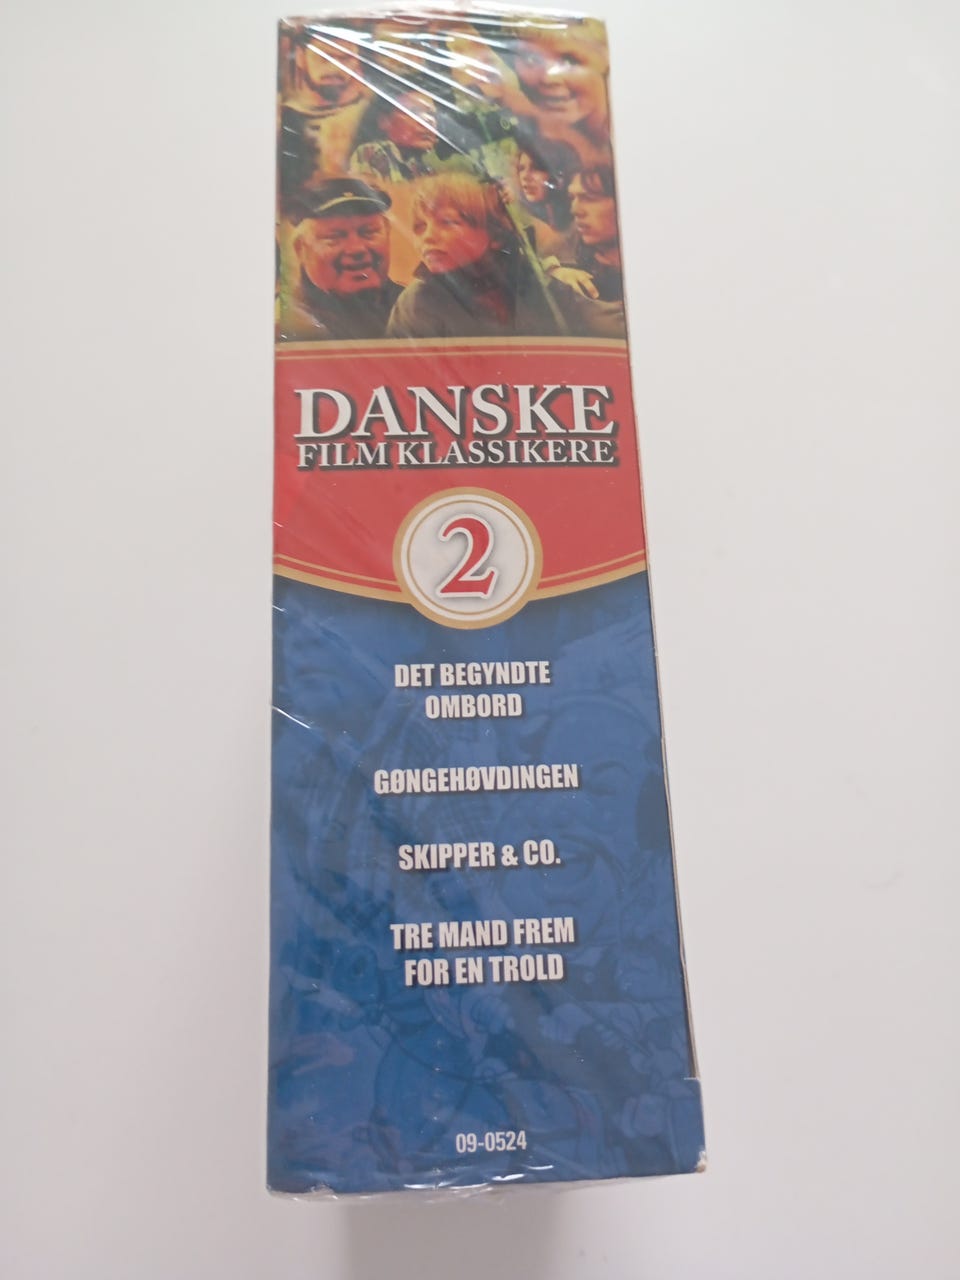 DANSKE
FILM KLASSIKERE
2
DET BEGYNDTE
OMBORD
GØNGEHØVDINGEN
SKIPPER & CO.
TRE MAND FREM
FOR EN TROLD
09-0524